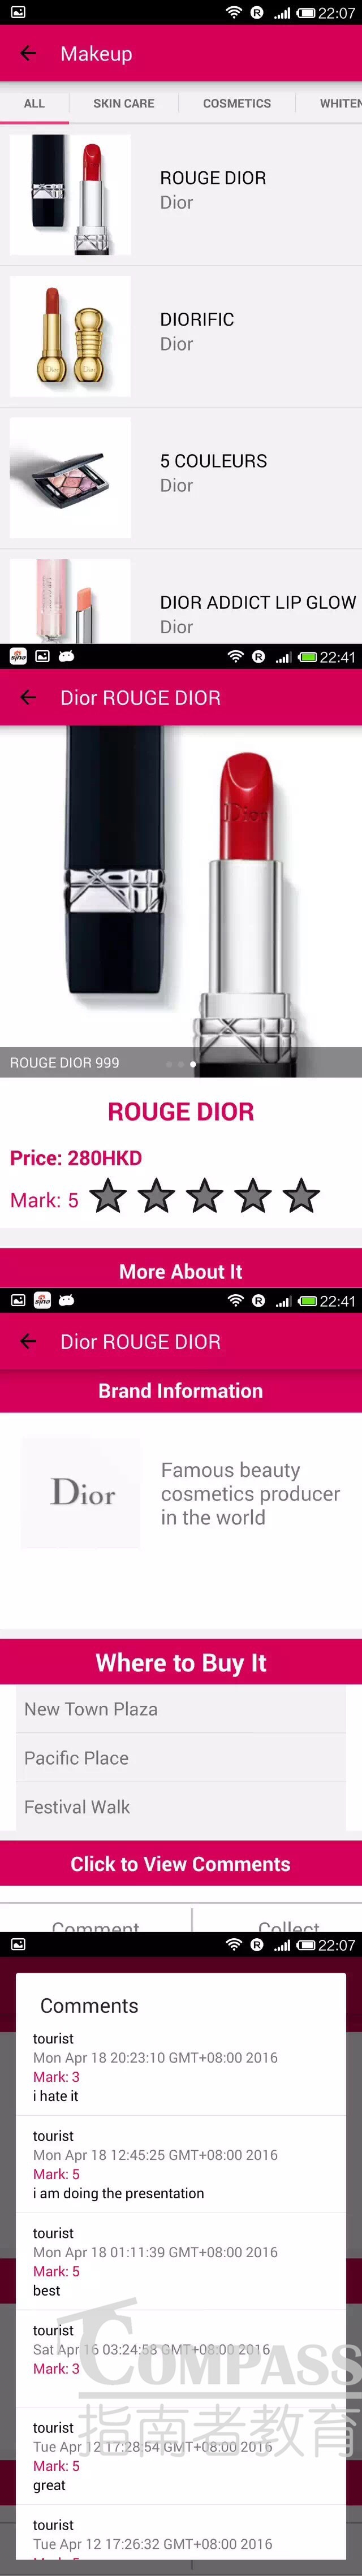 22:07
Makeup
ALL SKIN CARE COSMETICS WHITEN
ROUGE DIOR
Dior
DIORIFIC
Dior
5 COULEURS
Dior
DIOR ADDICT LIP GLOW
Dior
sina 22:41
Dior ROUGE DIOR
Dior
ROUGE DIOR 999
ROUGE DIOR
Price: 280HKD
Mark: 5
More About It
sina 22:41
Dior ROUGE DIOR
Brand Information
Dior
Famous beauty
cosmetics producer
in the world
Where to Buy It
New Town Plaza
Pacific Place
Festival Walk
Click to View Comments
Comment Collect
22:07
Comments
tourist
Mon Apr 18 20:23:10 GMT+08:00 2016
Mark: 3
i hate it
tourist
Mon Apr 18 12:45:25 GMT+08:00 2016
Mark: 5
i am doing the presentation
tourist
Mon Apr 18 01:11:39 GMT+08:00 2016
Mark: 5
best
tourist
Sat Apr 16 03:24:58 GMT+08:00 2016
Mark: 3
COMPASS
指南者教育
tourist
Tue Apr 12 17:28:54 GMT+08:00 2016
Mark: 5
great
tourist
Tue Apr 12 17:26:32 GMT+08:00 2016